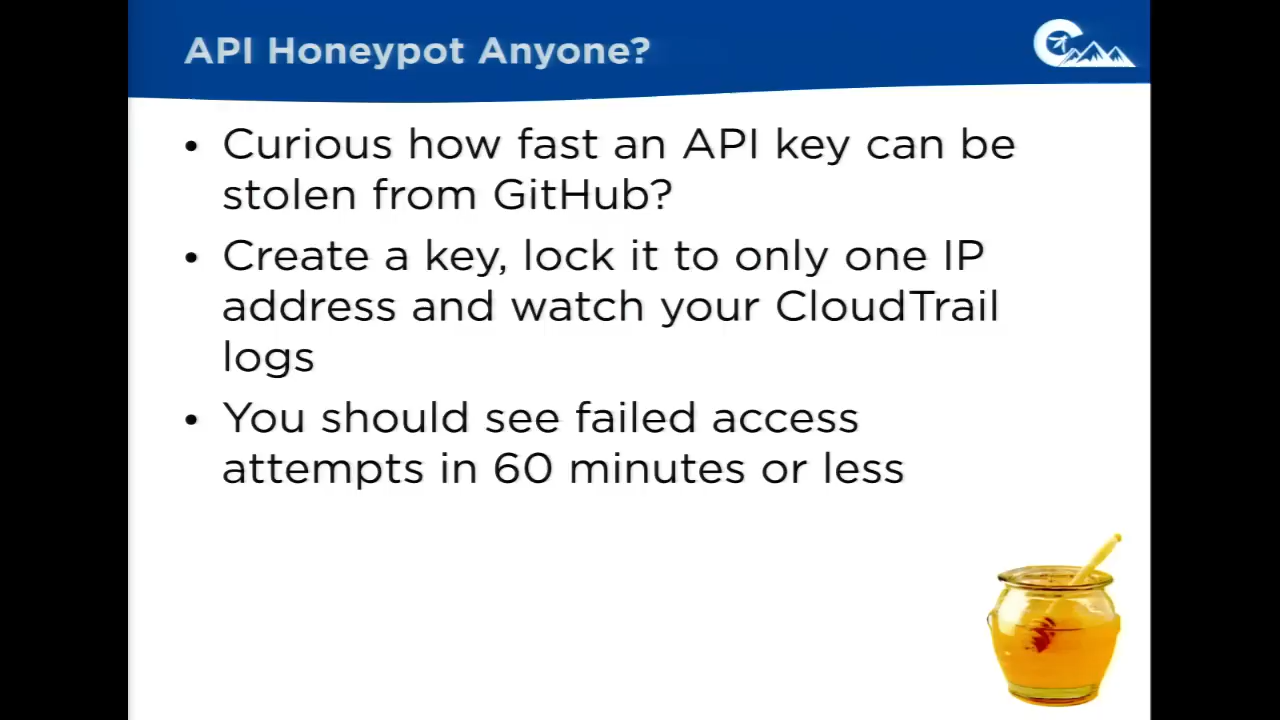 API Honeypot Anyone?
• Curious how fast an API key can be
stolen from GitHub?
• Create a key, lock it to only one IP
address and watch your CloudTrail
logs
• You should see failed access
attempts in 60 minutes or less